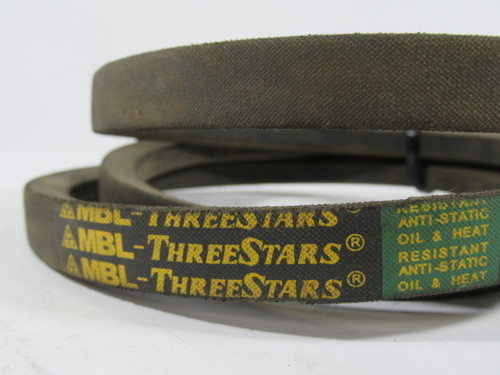 MBL-THREESTARS
MBL-THREESTARS®
MBL-THREESTARS®
RESISTANT
ANTI-STATIC
OIL & HEAT
RESISTANT
ANTI-STATIC
OIL & HEAT